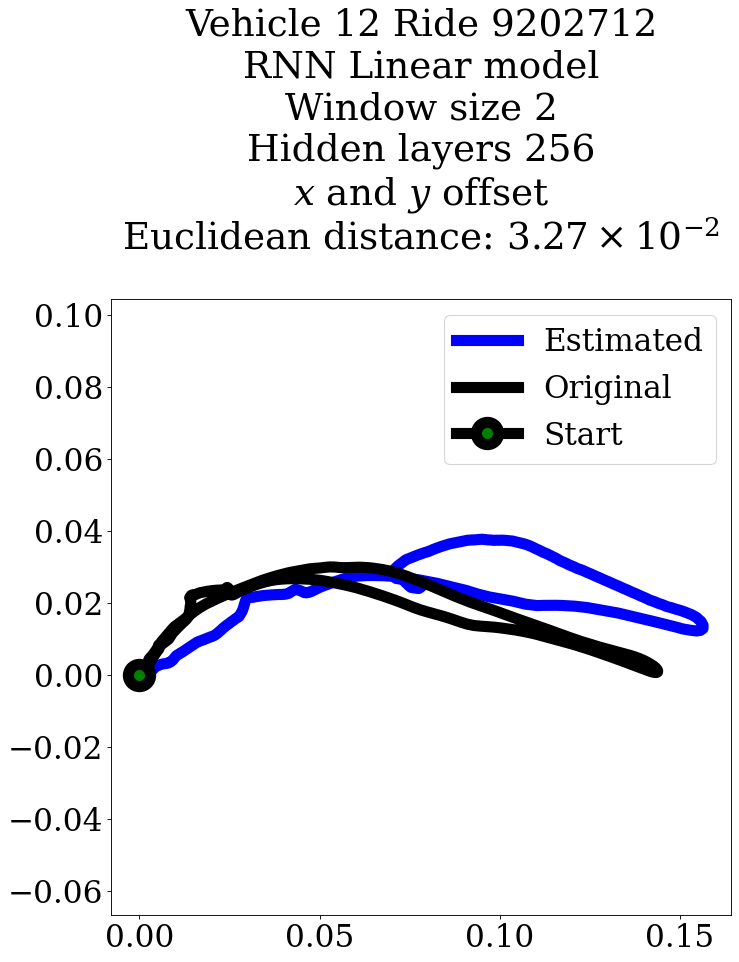 Vehicle 12 Ride 9202712
RNN Linear model
Window size 2
Hidden layers 256
x and y offset
Euclidean distance: 3.27 × 10⁻²
Estimated
Original
Start
0.10
0.08
0.06
0.04
0.02
0.00
−0.02
−0.04
−0.06
0.00 0.05 0.10 0.15